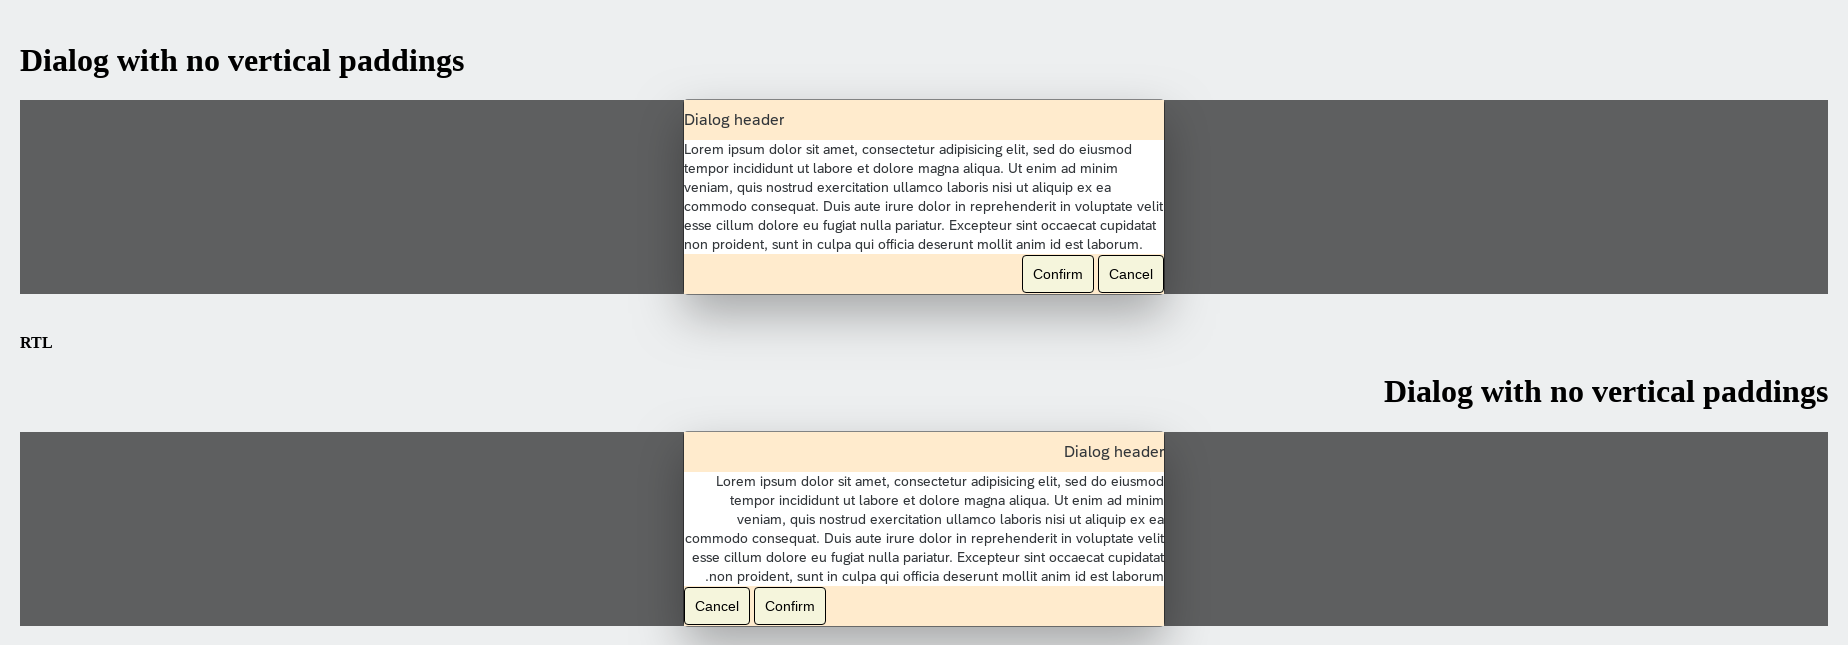 Dialog with no vertical paddings
Dialog header
Lorem ipsum dolor sit amet, consectetur adipisicing elit, sed do eiusmod
tempor incididunt ut labore et dolore magna aliqua. Ut enim ad minim
veniam, quis nostrud exercitation ullamco laboris nisi ut aliquip ex ea
commodo consequat. Duis aute irure dolor in reprehenderit in voluptate velit
esse cillum dolore eu fugiat nulla pariatur. Excepteur sint occaecat cupidatat
non proident, sunt in culpa qui officia deserunt mollit anim id est laborum.
Confirm Cancel
RTL
Dialog with no vertical paddings
Dialog header
Lorem ipsum dolor sit amet, consectetur adipisicing elit, sed do eiusmod
tempor incididunt ut labore et dolore magna aliqua. Ut enim ad minim
veniam, quis nostrud exercitation ullamco laboris nisi ut aliquip ex ea
commodo consequat. Duis aute irure dolor in reprehenderit in voluptate velit
esse cillum dolore eu fugiat nulla pariatur. Excepteur sint occaecat cupidatat
.non proident, sunt in culpa qui officia deserunt mollit anim id est laborum
Cancel Confirm